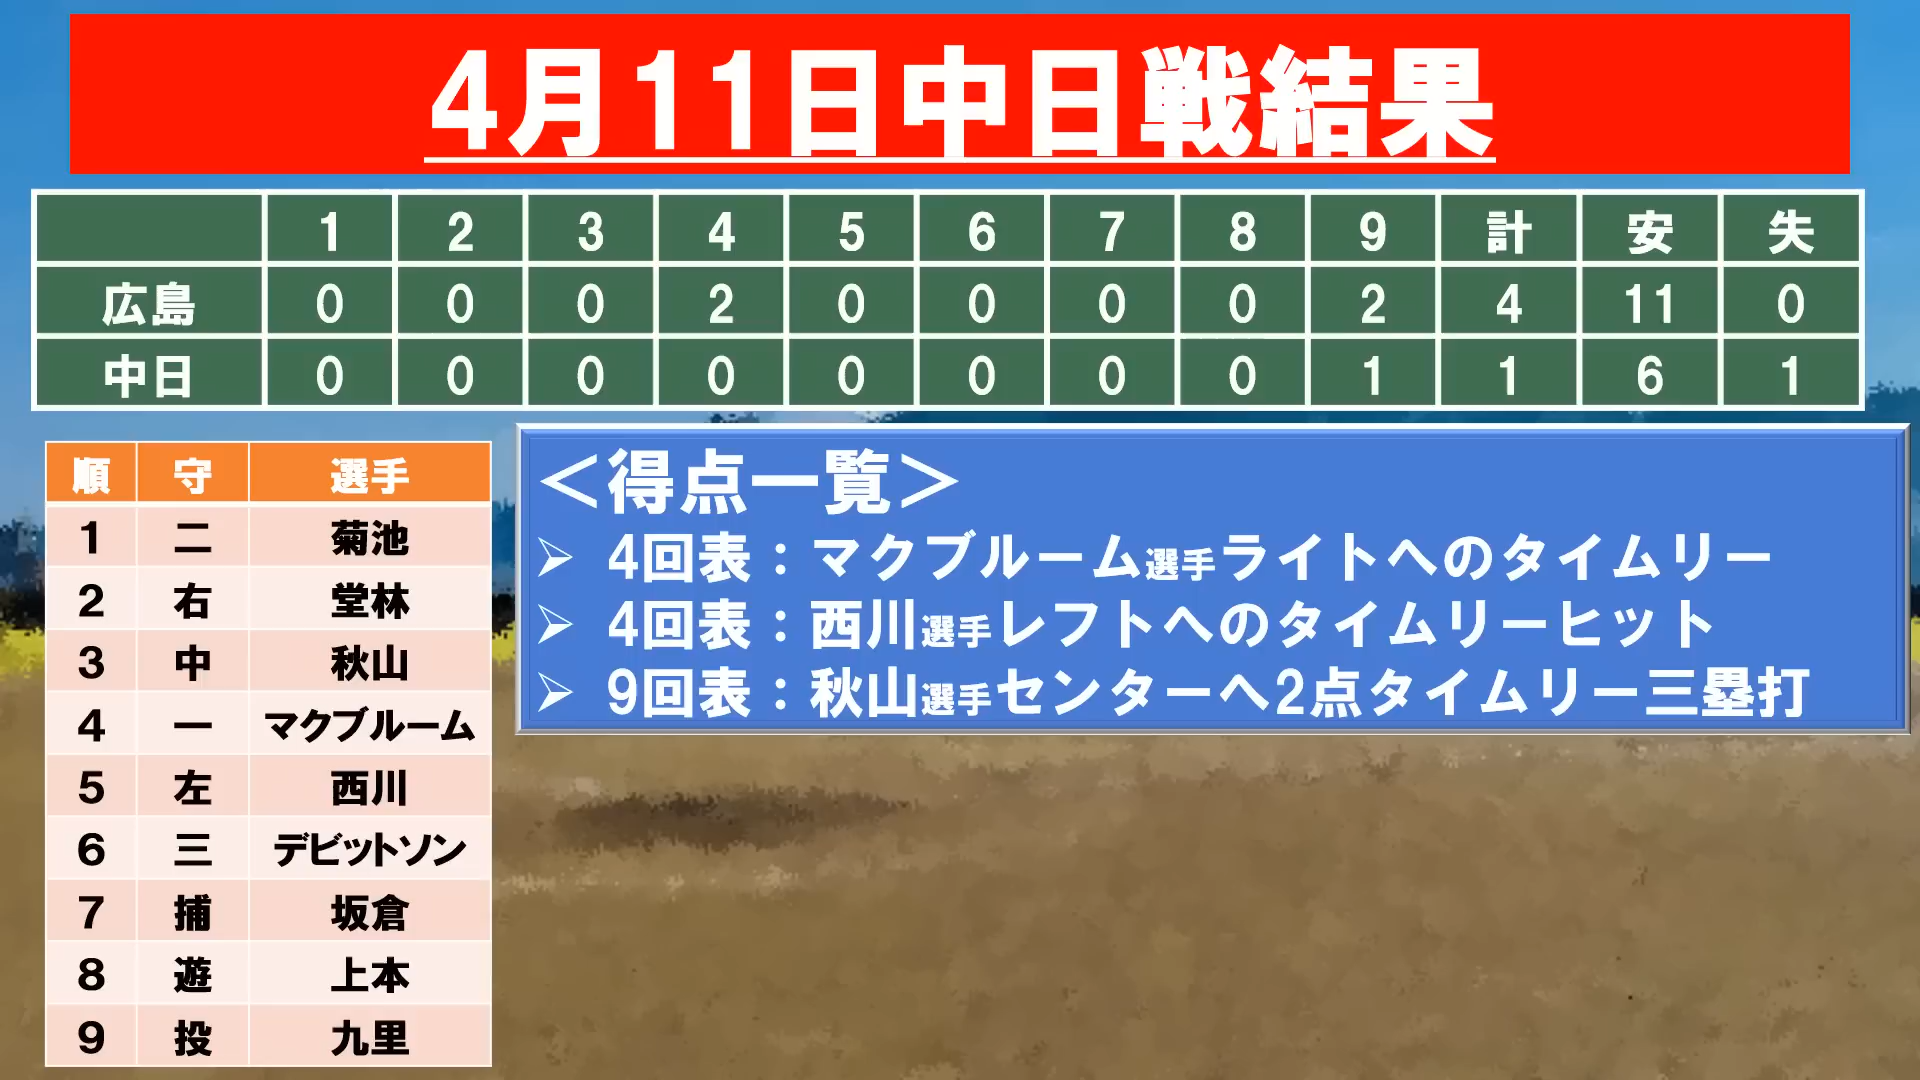 4月11日中日戦結果
1 2 3 4 5 6 7 8 9 計 安 失
広島 0 0 0 2 0 0 0 0 2 4 11 0
中日 0 0 0 0 0 0 0 0 1 1 6 1
順 守 選手
1 二 菊池
2 右 堂林
3 中 秋山
4 一 マクブルーム
5 左 西川
6 三 デビットソン
7 捕 坂倉
8 遊 上本
9 投 九里
＜得点一覧＞
➢ 4回表：マクブルーム選手ライトへのタイムリー
➢ 4回表：西川選手レフトへのタイムリーヒット
➢ 9回表：秋山選手センターへ2点タイムリー三塁打